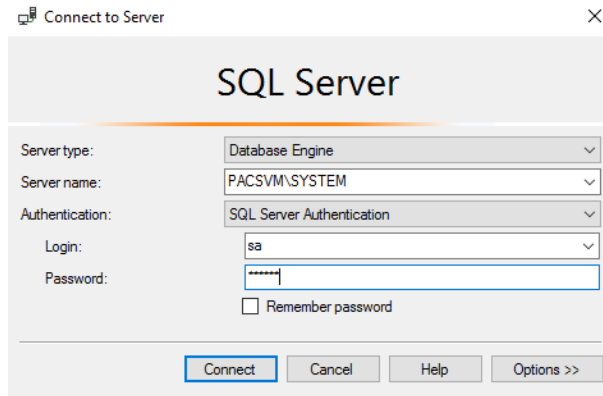 Connect to Server
SQL Server
Server type: Database Engine
Server name: PACSVM\SYSTEM
Authentication: SQL Server Authentication
Login: sa
Password: ******
Remember password
Connect Cancel Help Options >>